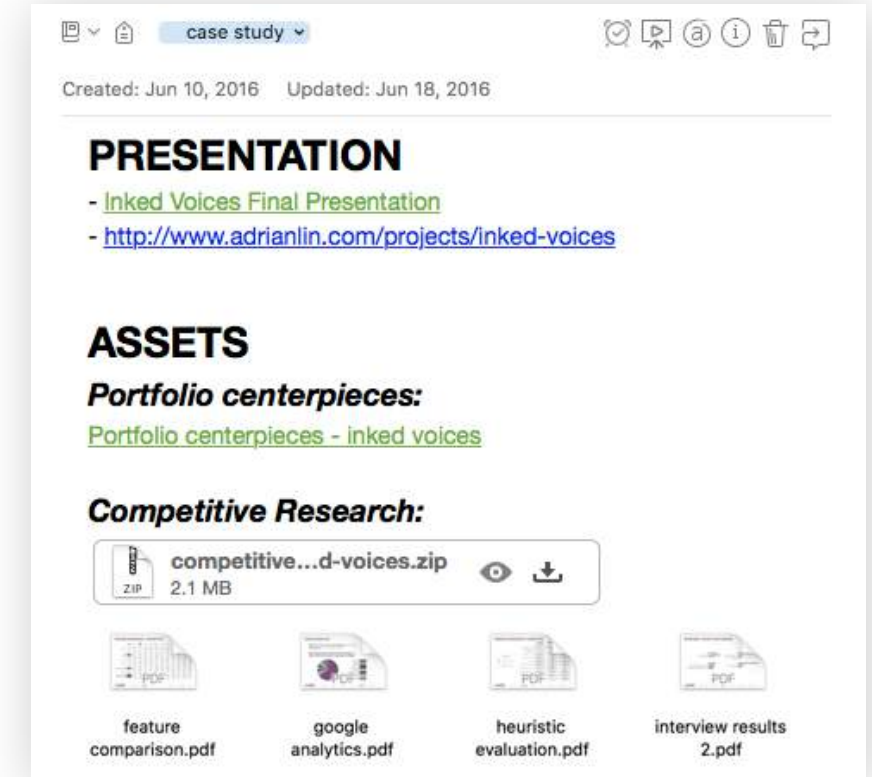 case study
Created: Jun 10, 2016 Updated: Jun 18, 2016
PRESENTATION
- Inked Voices Final Presentation
- http://www.adrianlin.com/projects/inked-voices
ASSETS
Portfolio centerpieces:
Portfolio centerpieces - inked voices
Competitive Research:
competitive...d-voices.zip
ZIP 2.1 MB
PDF PDF PDF PDF
feature google heuristic interview results
comparison.pdf analytics.pdf evaluation.pdf 2.pdf